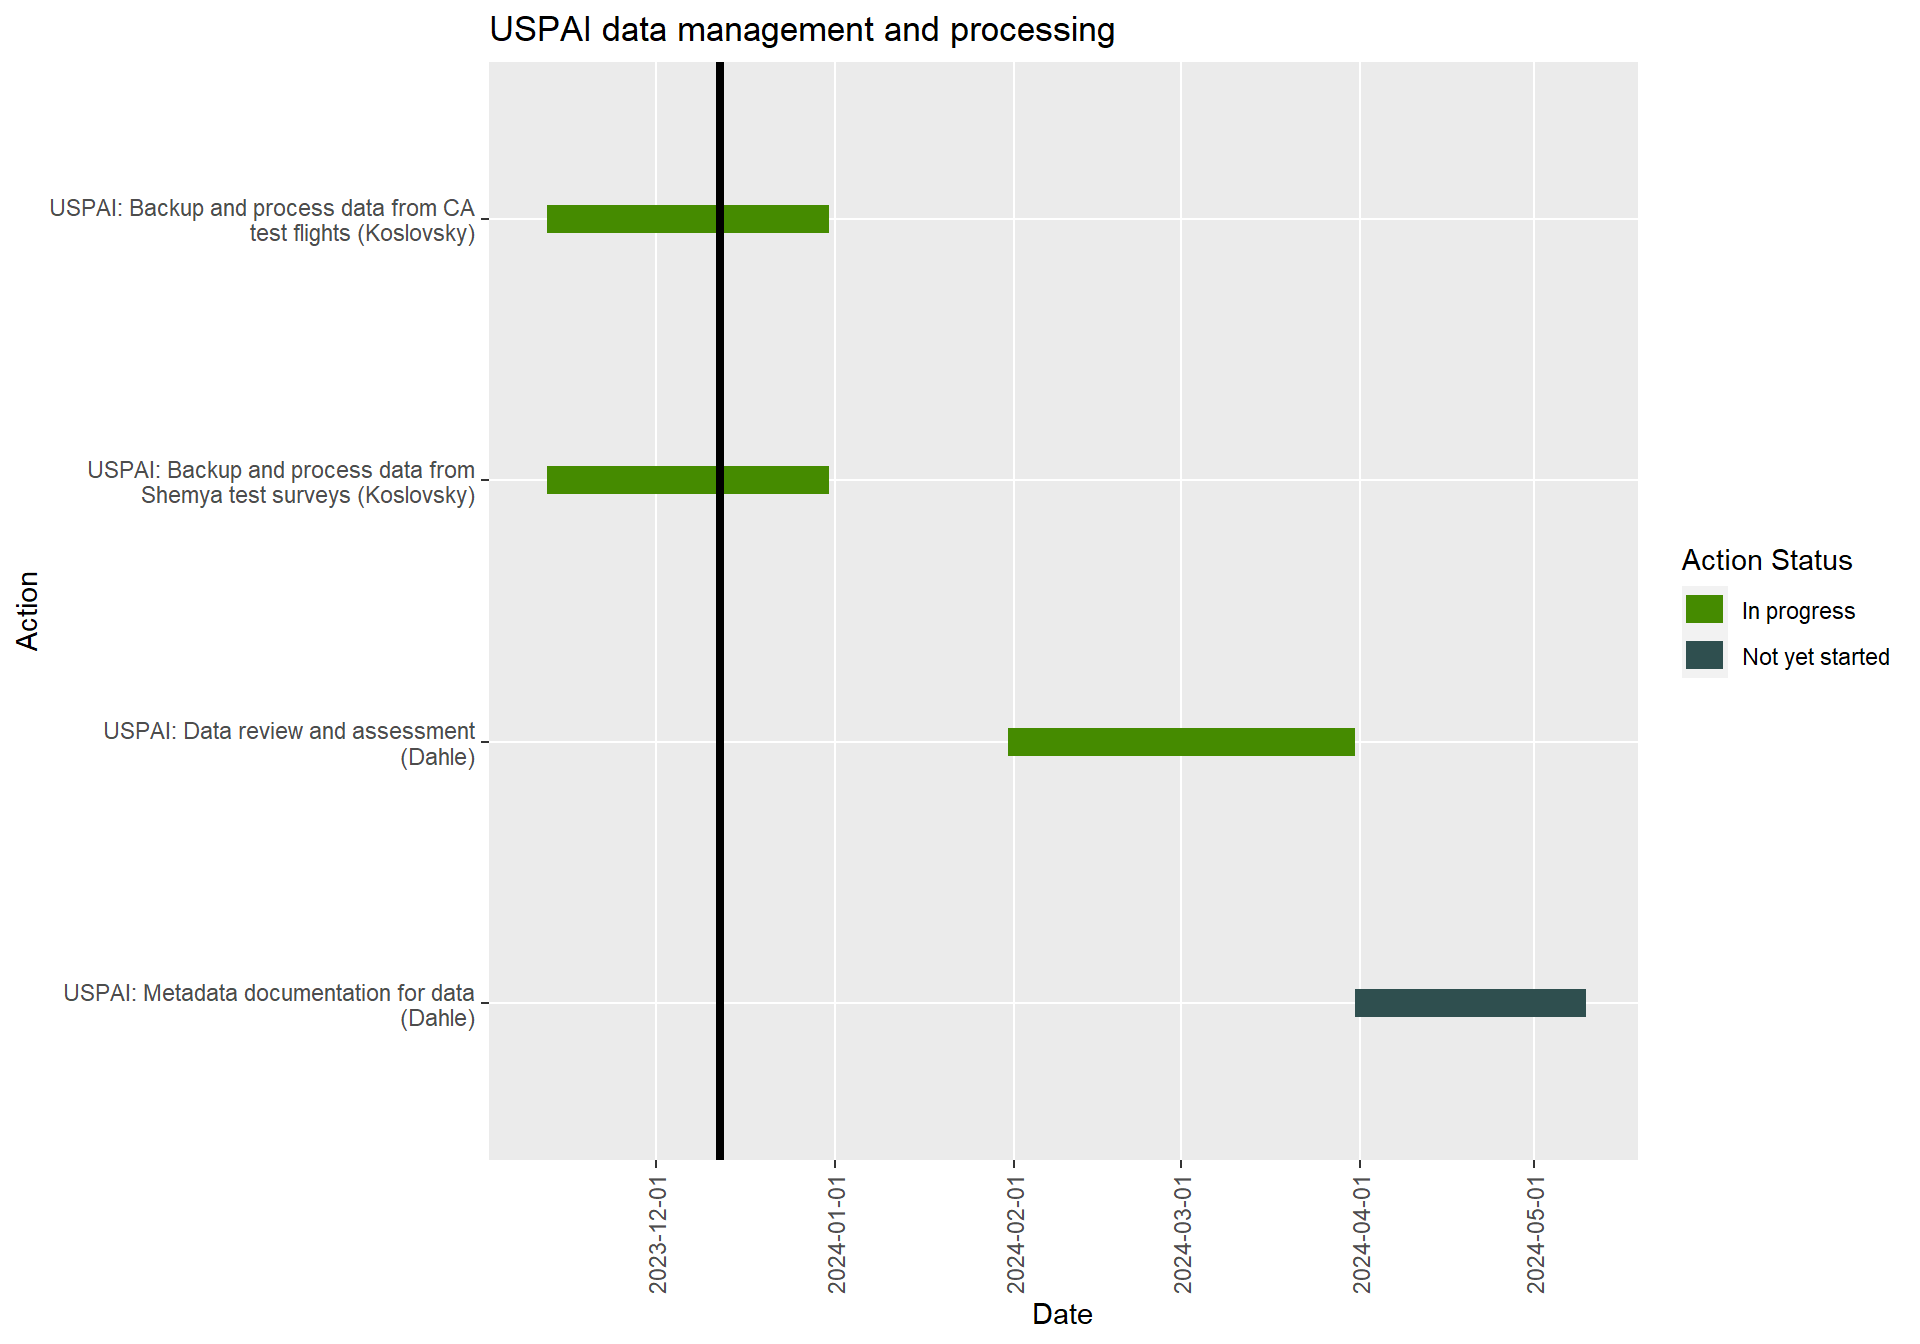 USPAI data management and processing
USPAI: Backup and process data from CA
test flights (Koslovsky)
USPAI: Backup and process data from
Shemya test surveys (Koslovsky)
USPAI: Data review and assessment
(Dahle)
USPAI: Metadata documentation for data
(Dahle)
Action
2023-12-01
2024-01-01
2024-02-01
2024-03-01
2024-04-01
2024-05-01
Date
Action Status
In progress
Not yet started